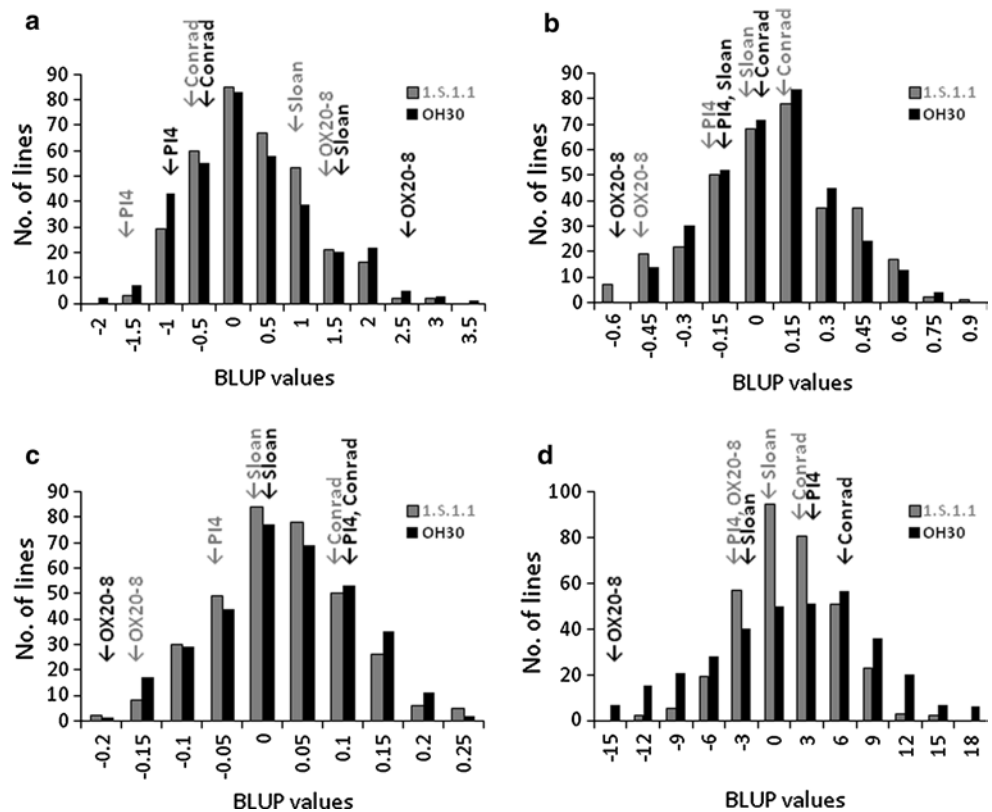 a
←Conrad
←Conrad
←PI4
←PI4
←Sloan
←OX20-8
←Sloan
←OX20-8
1.S.1.1
OH30
No. of lines
90
80
70
60
50
40
30
20
10
0
-2
-1.5
-1
-0.5
0
0.5
1
1.5
2
2.5
3
3.5
BLUP values
b
←OX20-8
←OX20-8
←PI4
←PI4, Sloan
←Sloan
←Conrad
←Conrad
1.S.1.1
OH30
No. of lines
90
80
70
60
50
40
30
20
10
0
-0.6
-0.45
-0.3
-0.15
0
0.15
0.3
0.45
0.6
0.75
0.9
BLUP values
c
←OX20-8
←OX20-8
←PI4
←Sloan
←Sloan
←Conrad
←PI4, Conrad
1.S.1.1
OH30
No. of lines
90
80
70
60
50
40
30
20
10
0
-0.2
-0.15
-0.1
-0.05
0
0.05
0.1
0.15
0.2
0.25
BLUP values
d
←OX20-8
←PI4, OX20-8
←Sloan
←Sloan
←Conrad
←PI4
←Conrad
1.S.1.1
OH30
No. of lines
100
80
60
40
20
0
-15
-12
-9
-6
-3
0
3
6
9
12
15
18
BLUP values